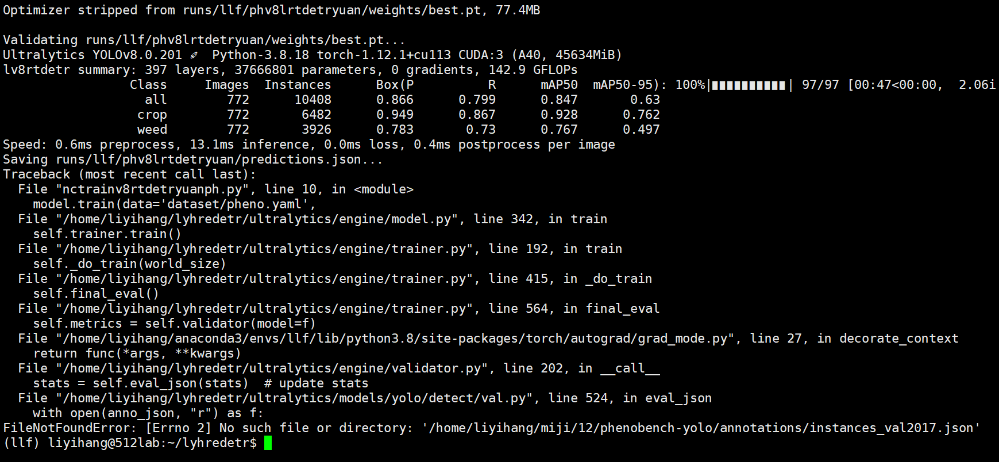 Optimizer stripped from runs/llf/phv8lrtdetryuan/weights/best.pt, 77.4MB
Validating runs/llf/phv8lrtdetryuan/weights/best.pt...
Ultralytics YOLOv8.0.201 🚀 Python-3.8.18 torch-1.12.1+cu113 CUDA:3 (A40, 45634MiB)
lv8rtdetr summary: 397 layers, 37666801 parameters, 0 gradients, 142.9 GFLOPs
Class Images Instances Box(P R mAP50 mAP50-95): 100%|██████████| 97/97 [00:47<00:00, 2.06i
all 772 10408 0.866 0.799 0.847 0.63
crop 772 6482 0.949 0.867 0.928 0.762
weed 772 3926 0.783 0.73 0.767 0.497
Speed: 0.6ms preprocess, 13.1ms inference, 0.0ms loss, 0.4ms postprocess per image
Saving runs/llf/phv8lrtdetryuan/predictions.json...
Traceback (most recent call last):
File "nctrainv8rtdetryuanph.py", line 10, in <module>
model.train(data='dataset/pheno.yaml',
File "/home/liyihang/lyhredetr/ultralytics/engine/model.py", line 342, in train
self.trainer.train()
File "/home/liyihang/lyhredetr/ultralytics/engine/trainer.py", line 192, in train
self._do_train(world_size)
File "/home/liyihang/lyhredetr/ultralytics/engine/trainer.py", line 415, in _do_train
self.final_eval()
File "/home/liyihang/lyhredetr/ultralytics/engine/trainer.py", line 564, in final_eval
self.metrics = self.validator(model=f)
File "/home/liyihang/anaconda3/envs/llf/lib/python3.8/site-packages/torch/autograd/grad_mode.py", line 27, in decorate_context
return func(*args, **kwargs)
File "/home/liyihang/lyhredetr/ultralytics/engine/validator.py", line 202, in __call__
stats = self.eval_json(stats)  # update stats
File "/home/liyihang/lyhredetr/ultralytics/models/yolo/detect/val.py", line 524, in eval_json
with open(anno_json, "r") as f:
FileNotFoundError: [Errno 2] No such file or directory: '/home/liyihang/miji/12/phenobench-yolo/annotations/instances_val2017.json'
(llf) liyihang@512lab:~/lyhredetr$